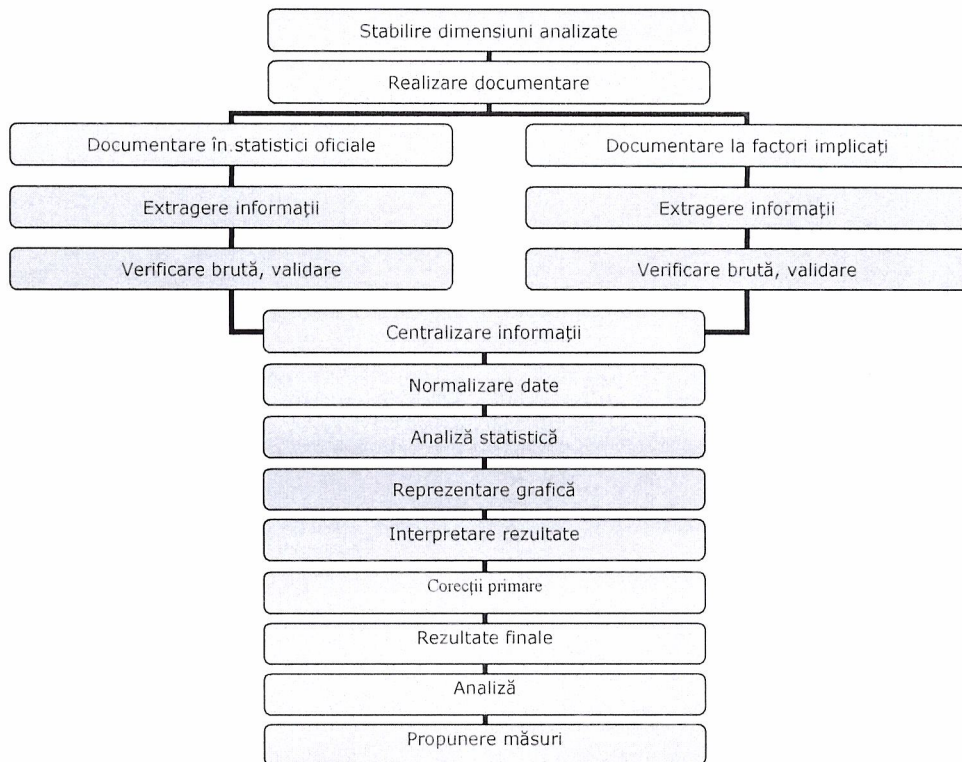 Stabilire dimensiuni analizate
Realizare documentare
Documentare în statistici oficiale
Documentare la factori implicați
Extragere informații
Extragere informații
Verificare brută, validare
Verificare brută, validare
Centralizare informații
Normalizare date
Analiză statistică
Reprezentare grafică
Interpretare rezultate
Corecții primare
Rezultate finale
Analiză
Propunere măsuri